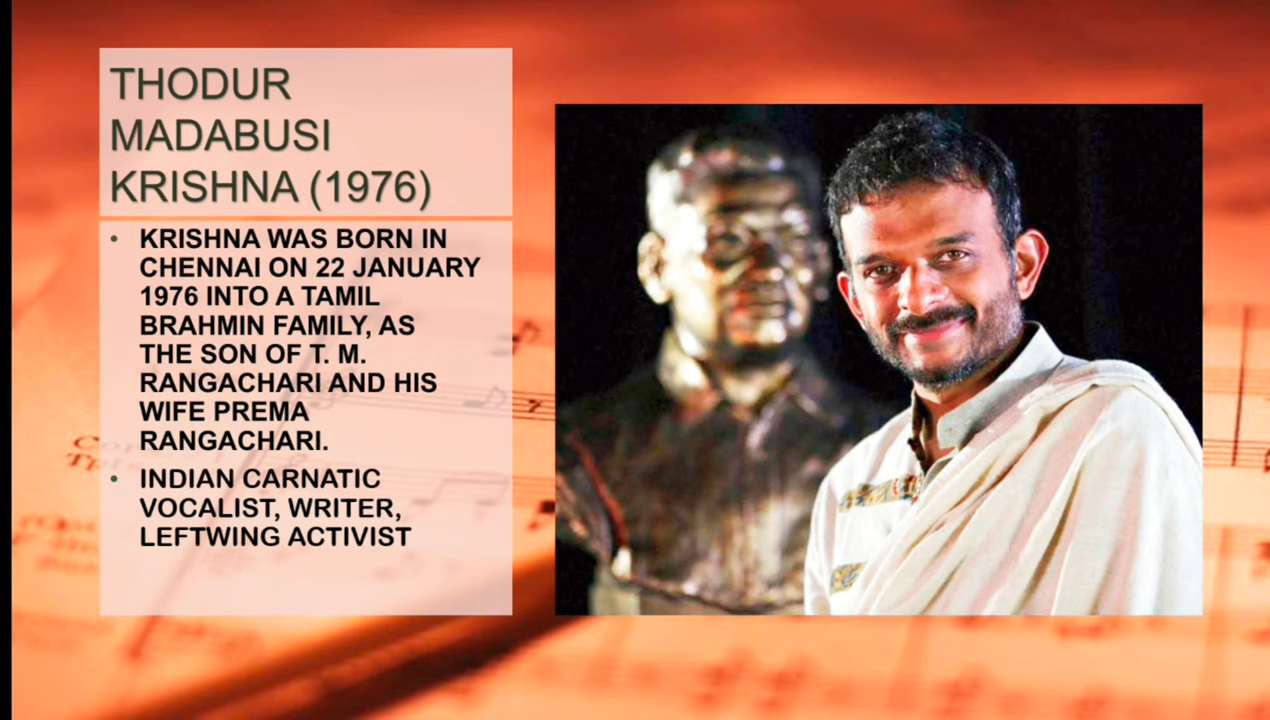 THODUR
MADABUSI
KRISHNA (1976)
• KRISHNA WAS BORN IN
CHENNAI ON 22 JANUARY
1976 INTO A TAMIL
BRAHMIN FAMILY, AS
THE SON OF T. M.
RANGACHARI AND HIS
WIFE PREMA
RANGACHARI.
• INDIAN CARNATIC
VOCALIST, WRITER,
LEFTWING ACTIVIST